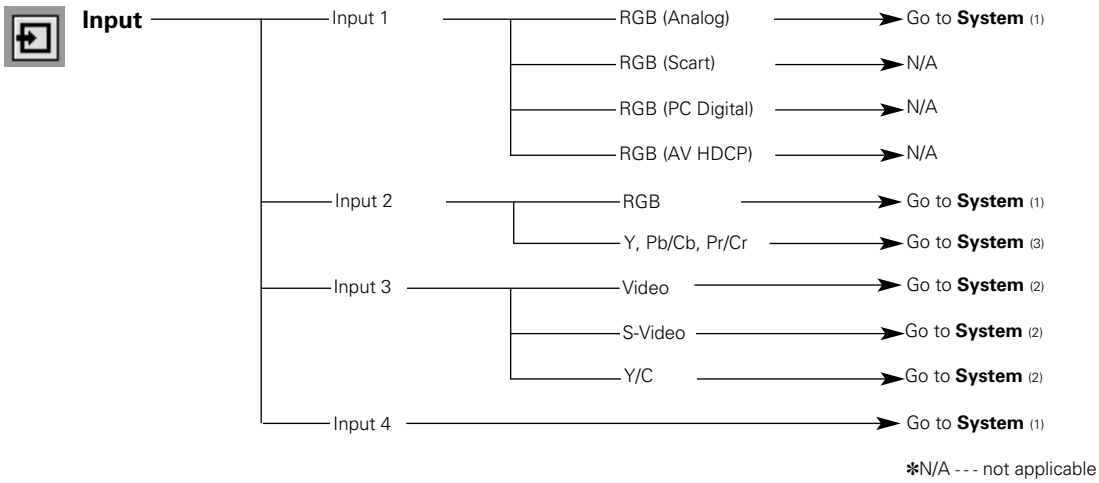 Input Input 1 RGB (Analog) Go to System (1)
RGB (Scart) N/A
RGB (PC Digital) N/A
RGB (AV HDCP) N/A
Input 2 RGB Go to System (1)
Y, Pb/Cb, Pr/Cr Go to System (3)
Input 3 Video Go to System (2)
S-Video Go to System (2)
Y/C Go to System (2)
Input 4 Go to System (1)
✽N/A - - - not applicable